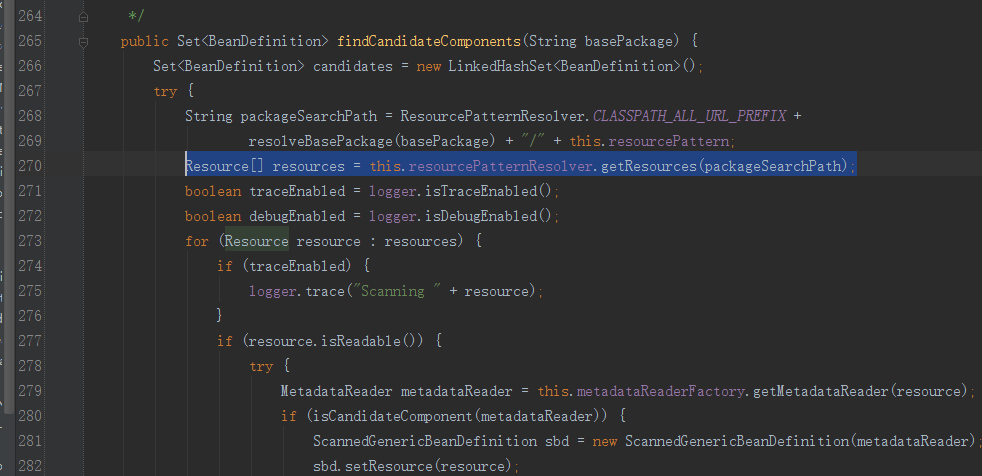 264 */
265 public Set<BeanDefinition> findCandidateComponents(String basePackage) {
266 Set<BeanDefinition> candidates = new LinkedHashSet<BeanDefinition>();
267 try {
268 String packageSearchPath = ResourcePatternResolver.CLASSPATH_ALL_URL_PREFIX +
269 resolveBasePackage(basePackage) + "/" + this.resourcePattern;
270 Resource[] resources = this.resourcePatternResolver.getResources(packageSearchPath);
271 boolean traceEnabled = logger.isTraceEnabled();
272 boolean debugEnabled = logger.isDebugEnabled();
273 for (Resource resource : resources) {
274 if (traceEnabled) {
275 logger.trace("Scanning " + resource);
276 }
277 if (resource.isReadable()) {
278 try {
279 MetadataReader metadataReader = this.metadataReaderFactory.getMetadataReader(resource);
280 if (isCandidateComponent(metadataReader)) {
281 ScannedGenericBeanDefinition sbd = new ScannedGenericBeanDefinition(metadataReader);
282 sbd.setResource(resource);